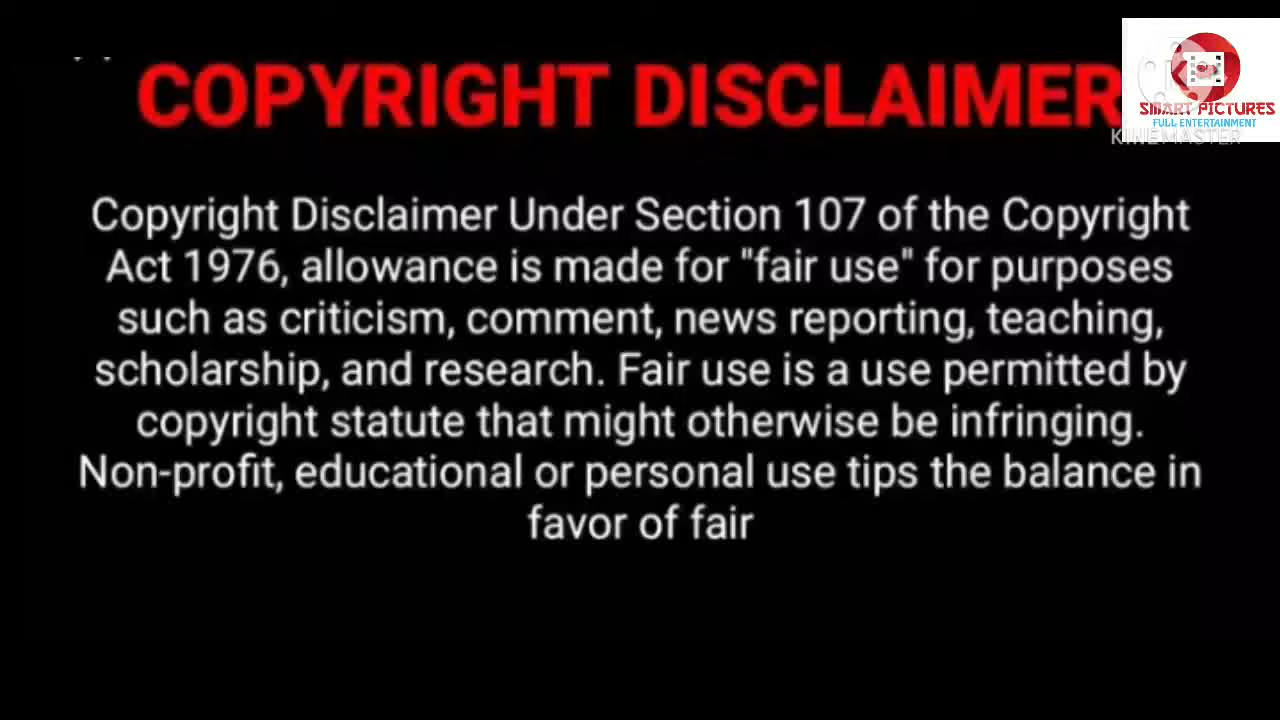 COPYRIGHT DISCLAIMER
SMART PICTURES
FULL ENTERTAINMENT
KINEMASTER
Copyright Disclaimer Under Section 107 of the Copyright
Act 1976, allowance is made for "fair use" for purposes
such as criticism, comment, news reporting, teaching,
scholarship, and research. Fair use is a use permitted by
copyright statute that might otherwise be infringing.
Non-profit, educational or personal use tips the balance in
favor of fair